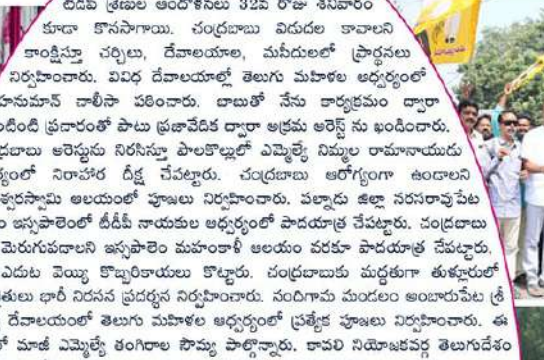 టిడిపి శ్రేణుల ఆందోళనలు 32వ రోజు శనివారం
కూడా కొనసాగాయి. చంద్రబాబు విడుదల కావాలని
కాంక్షిస్తూ చర్చిలు, దేవాలయాల, మసీదులలో ప్రార్థనలు
నిర్వహించారు. వివిధ దేవాలయాల్లో తెలుగు మహిళల అధ్వర్యంలో
హనుమాన్ చాలీసా పఠించారు. బాబుతో నేను కార్యక్రమం ద్వారా
ంటింటి ప్రచారంతో పాటు ప్రజావేదిక ద్వారా అక్రమ అరెస్ట్ ను ఖండించారు.
ద్రబాబు అరెస్టును నిరసిస్తూ పాలకొల్లులో ఎమ్మెల్యే నిమ్మల రామానాయుడు
ర్యంలో నిరాహార దీక్ష చేపట్టారు. చంద్రబాబు ఆరోగ్యంగా ఉండాలని
శ్వరస్వామి ఆలయంలో పూజలు నిర్వహించారు. పల్నాడు జిల్లా నరసరావుపేట
ం ఇస్సపాలెంలో టీడీపీ నాయకుల ఆధ్వర్యంలో పాదయాత్ర చేపట్టారు. చంద్రబాబు
మెరుగుపడాలని ఇస్సపాలెం మహంకాళీ ఆలయం వరకూ పాదయాత్ర చేపట్టారు.
ఎదుట వెయ్యి కొబ్బరికాయలు కొట్టారు. చంద్రబాబుకు మద్దతుగా తుళ్లూరులో
తులు భారీ నిరసన ప్రదర్శన నిర్వహించారు. నందిగామ మండలం అంబారుపేట శ్రీ
దేవాలయంలో తెలుగు మహిళల ఆధ్వర్యంలో ప్రత్యేక పూజలు నిర్వహించారు. ఈ
లో మాజీ ఎమ్మెల్యే తంగిరాల సౌమ్య పాల్గొన్నారు. కావలి నియోజకవర్గ తెలుగుదేశం